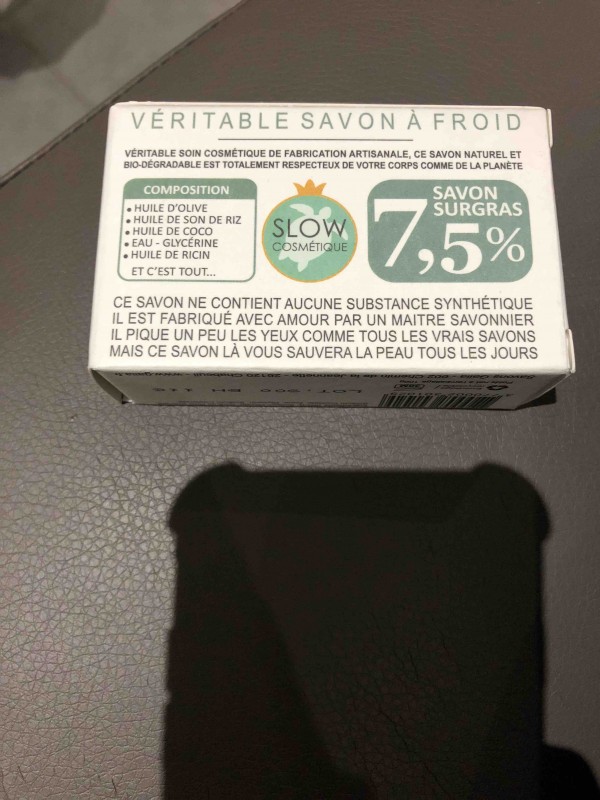 VÉRITABLE SAVON À FROID
VÉRITABLE SOIN COSMÉTIQUE DE FABRICATION ARTISANALE, CE SAVON NATUREL ET
BIO-DÉGRADABLE EST TOTALEMENT RESPECTEUX DE VOTRE CORPS COMME DE LA PLANÈTE
COMPOSITION
• HUILE D'OLIVE
• HUILE DE SON DE RIZ
• HUILE DE COCO
• EAU - GLYCÉRINE
• HUILE DE RICIN
ET C'EST TOUT...
SLOW
COSMÉTIQUE
SAVON
SURGRAS
7,5%
CE SAVON NE CONTIENT AUCUNE SUBSTANCE SYNTHÉTIQUE
IL EST FABRIQUÉ AVEC AMOUR PAR UN MAITRE SAVONNIER
IL PIQUE UN PEU LES YEUX COMME TOUS LES VRAIS SAVONS
MAIS CE SAVON LÀ VOUS SAUVERA LA PEAU TOUS LES JOURS